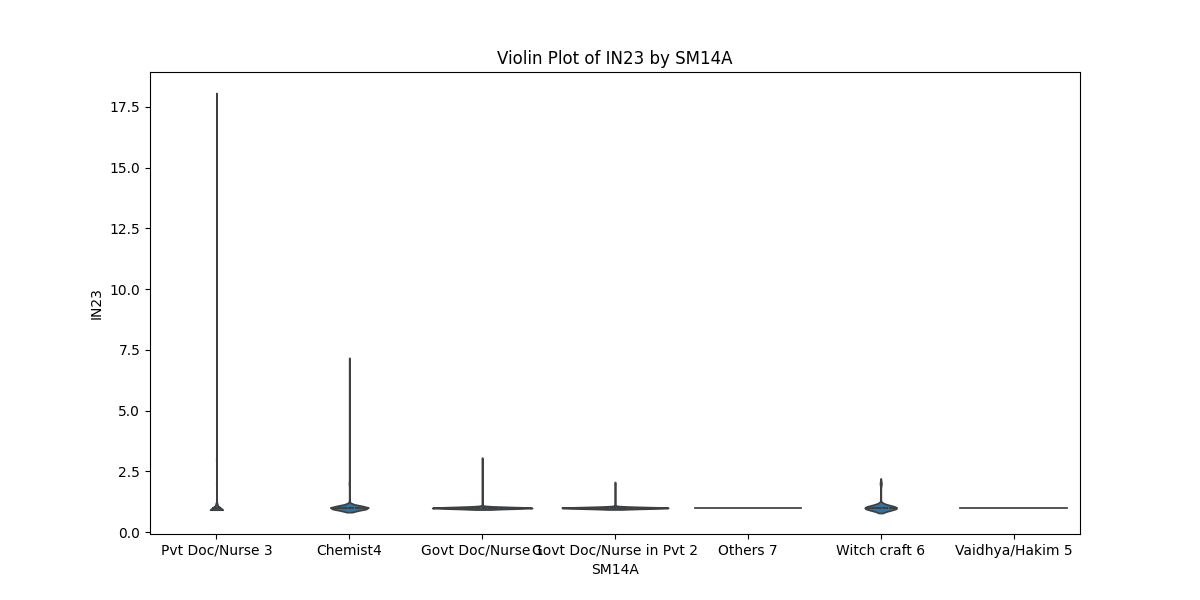 Violin Plot of IN23 by SM14A
17.5
15.0
12.5
10.0
7.5
5.0
2.5
0.0
IN23
Pvt Doc/Nurse 3 Chemist4 Govt Doc/Nurse 1 Govt Doc/Nurse in Pvt 2 Others 7 Witch craft 6 Vaidhya/Hakim 5
SM14A